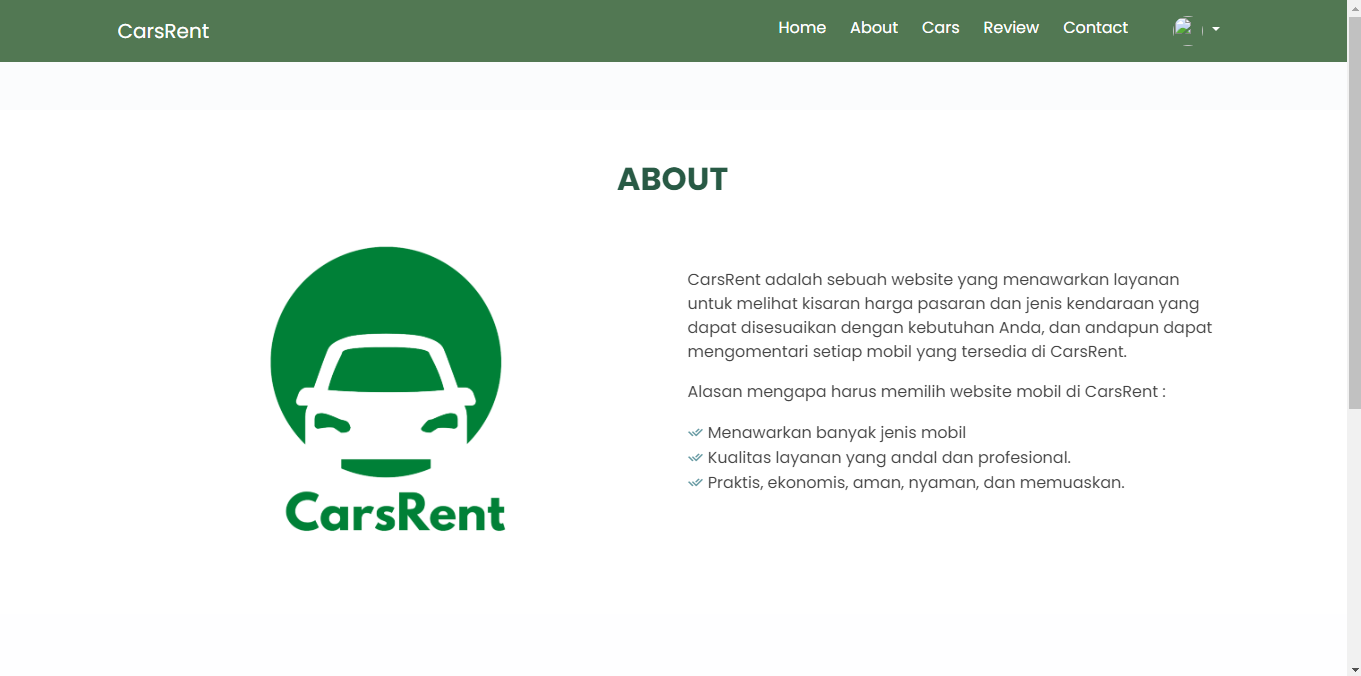 CarsRent
Home About Cars Review Contact
ABOUT
CarsRent
CarsRent adalah sebuah website yang menawarkan layanan
untuk melihat kisaran harga pasaran dan jenis kendaraan yang
dapat disesuaikan dengan kebutuhan Anda, dan andapun dapat
mengomentari setiap mobil yang tersedia di CarsRent.
Alasan mengapa harus memilih website mobil di CarsRent :
Menawarkan banyak jenis mobil
Kualitas layanan yang andal dan profesional.
Praktis, ekonomis, aman, nyaman, dan memuaskan.